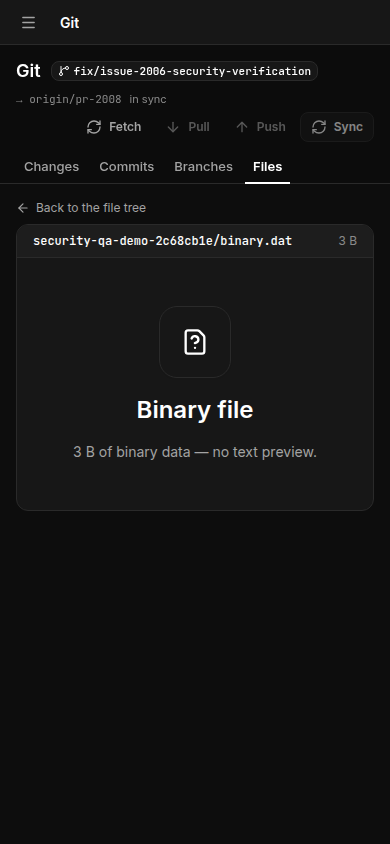 Git
Git fix/issue-2006-security-verification
→ origin/pr-2008 in sync
Fetch Pull Push Sync
Changes Commits Branches Files
← Back to the file tree
security-qa-demo-2c68cb1e/binary.dat 3 B
Binary file
3 B of binary data — no text preview.